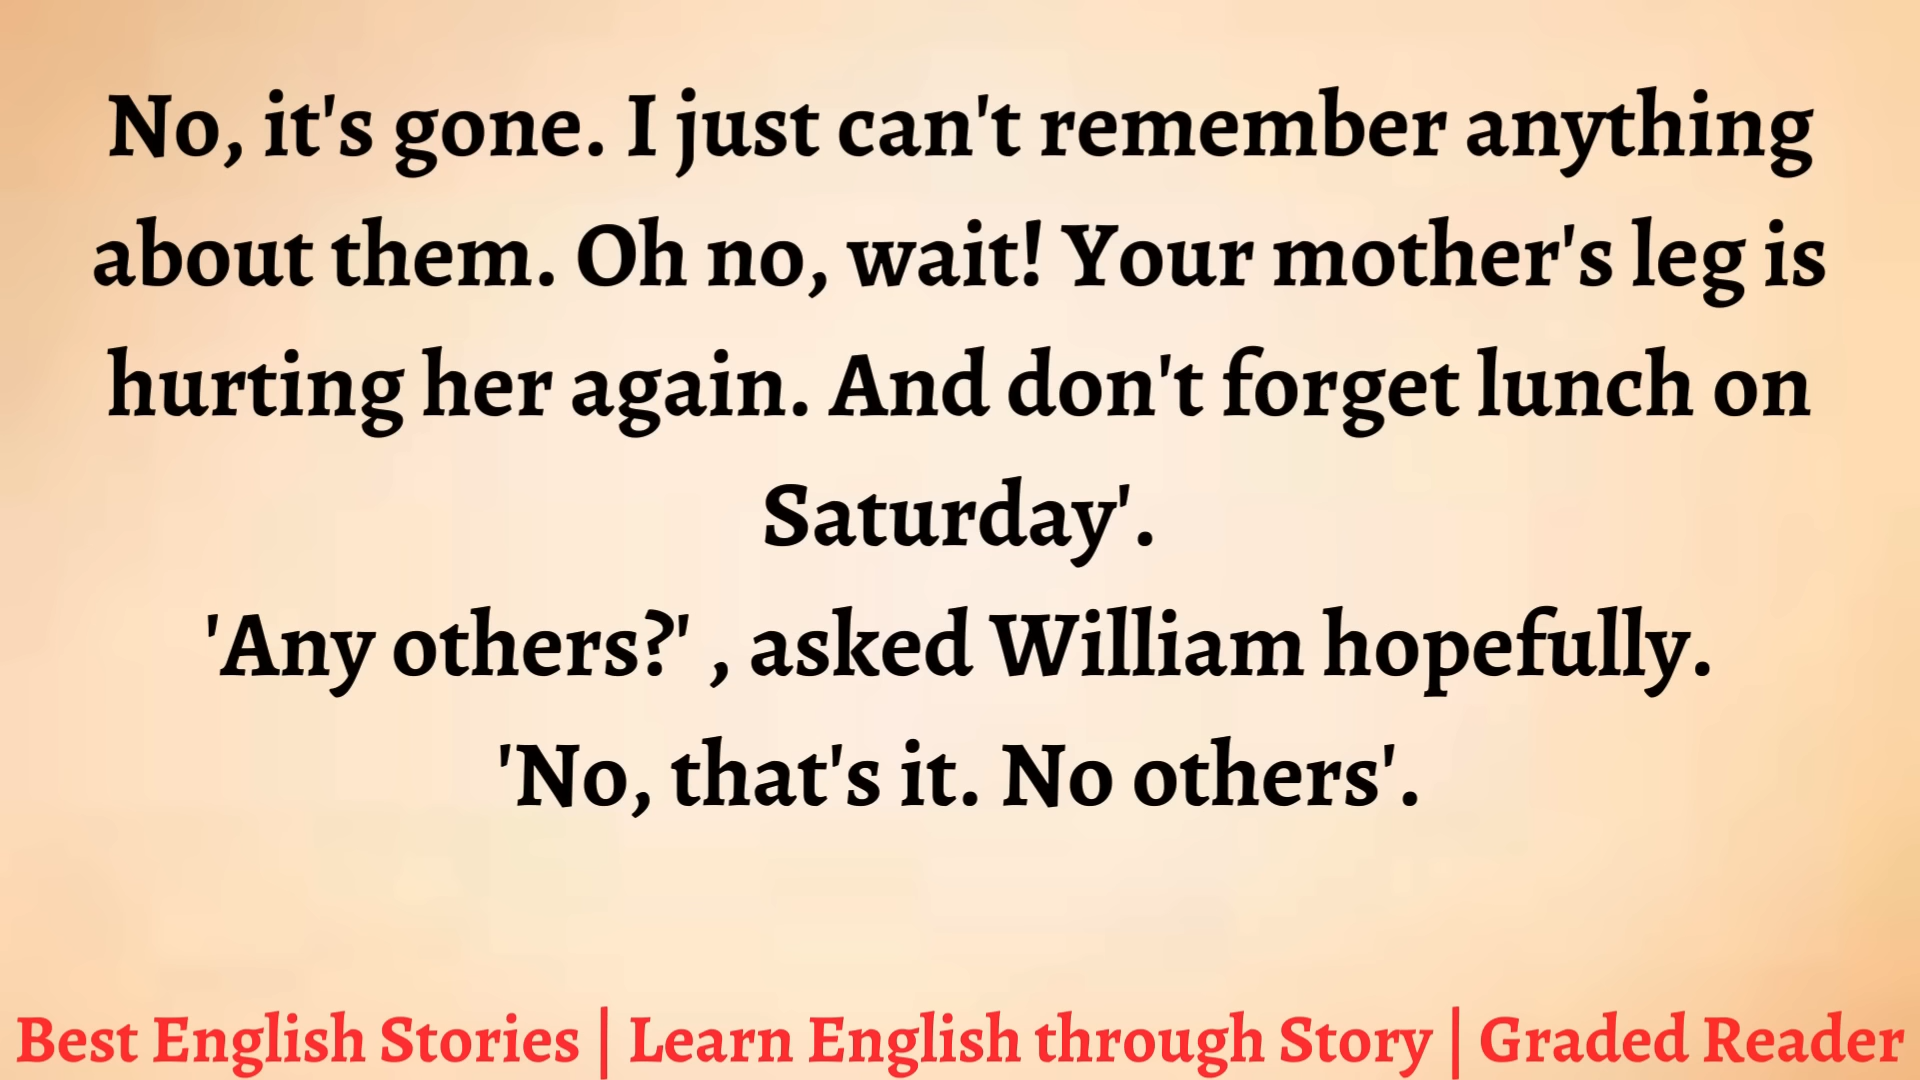 No, it's gone. I just can't remember anything
about them. Oh no, wait! Your mother's leg is
hurting her again. And don't forget lunch on
Saturday'.
'Any others?' , asked William hopefully.
'No, that's it. No others'.
Best English Stories | Learn English through Story | Graded Reader